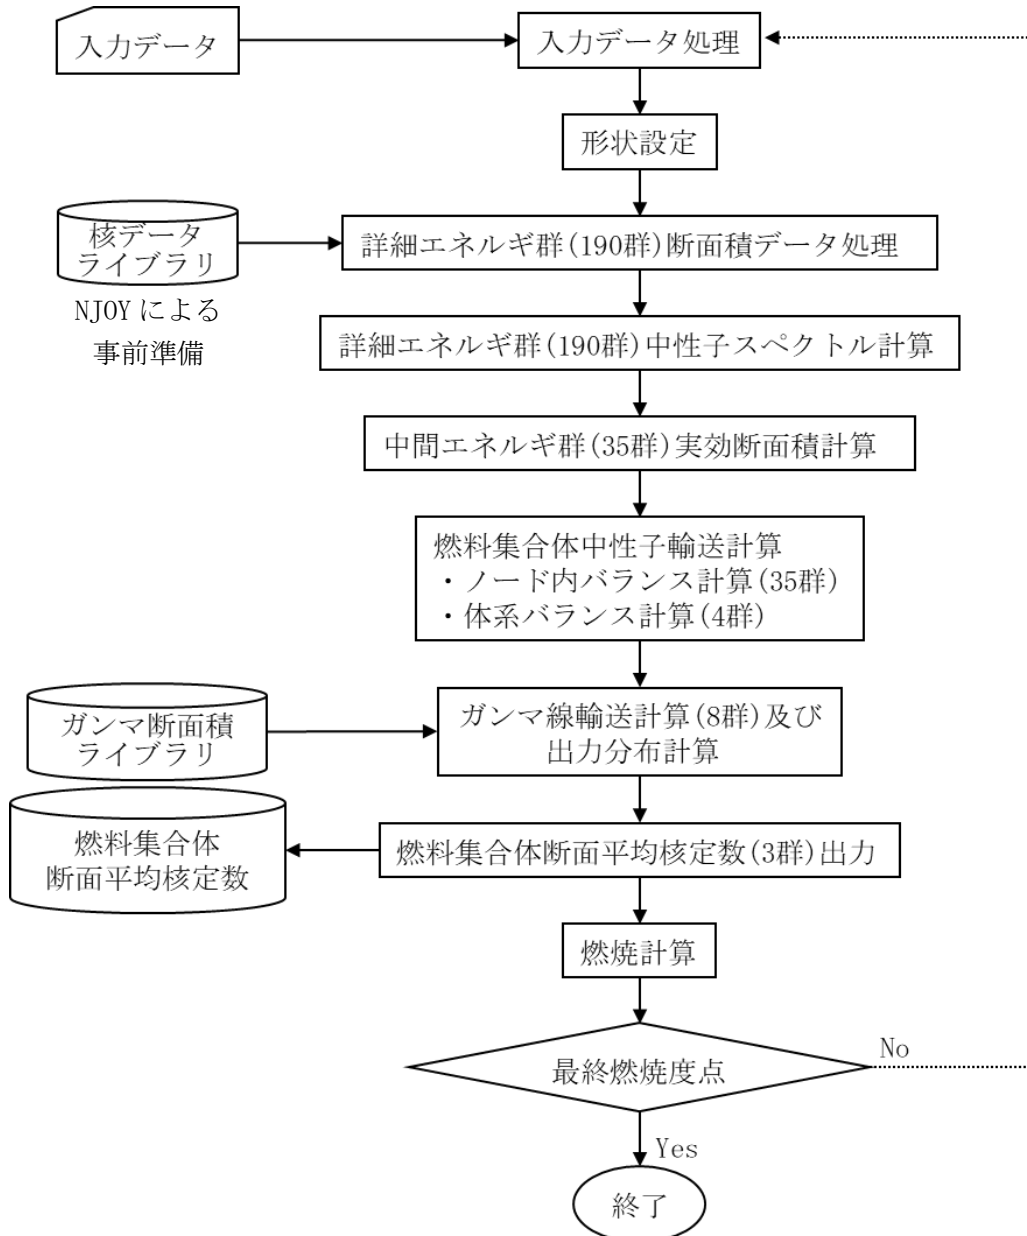 入力データ
入力データ処理
形状設定
核データ
ライブラリ
NJOYによる
事前準備
詳細エネルギ群(190群)断面積データ処理
詳細エネルギ群(190群)中性子スペクトル計算
中間エネルギ群(35群)実効断面積計算
燃料集合体中性子輸送計算
・ノード内バランス計算(35群)
・体系バランス計算(4群)
ガンマ断面積
ライブラリ
ガンマ線輸送計算(8群)及び
出力分布計算
燃料集合体
断面平均核定数
燃料集合体断面平均核定数(3群)出力
燃焼計算
最終燃焼度点
No
Yes
終了